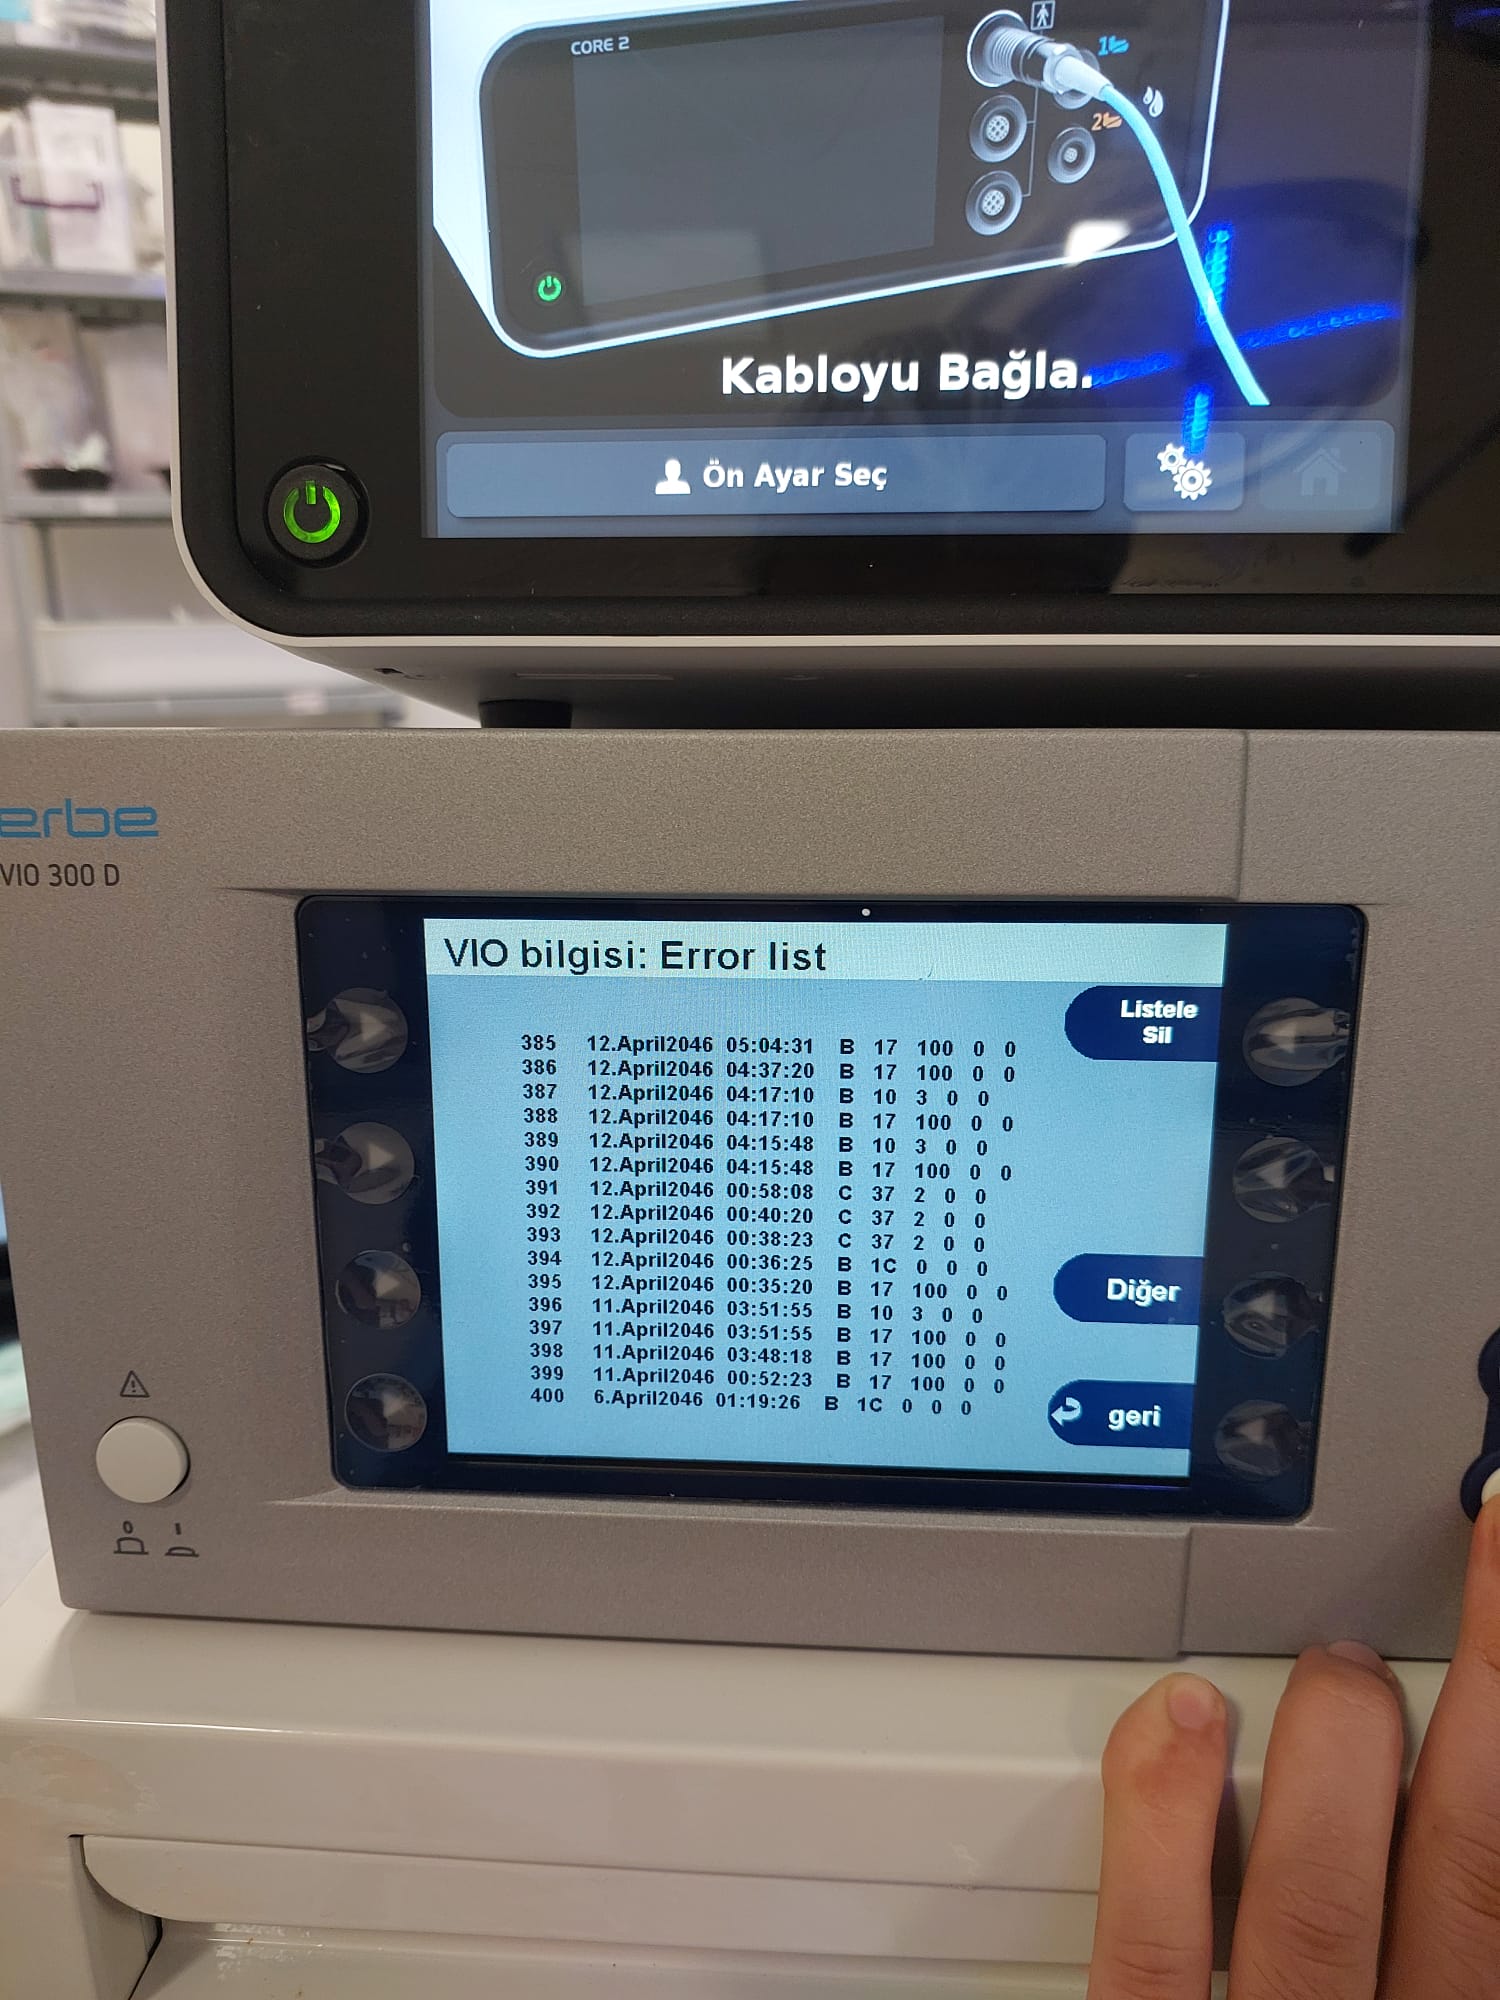 CORE 2
1
2
Kabloyu Bağla.
Ön Ayar Seç
erbe
VIO 300 D
VIO bilgisi: Error list
Listele
Sil
385 12.April2046 05:04:31 B 17 100 0 0
386 12.April2046 04:37:20 B 17 100 0 0
387 12.April2046 04:17:10 B 10 3 0 0
388 12.April2046 04:17:10 B 17 100 0 0
389 12.April2046 04:15:48 B 10 3 0 0
390 12.April2046 04:15:48 B 17 100 0 0
391 12.April2046 00:58:08 C 37 2 0 0
392 12.April2046 00:40:20 C 37 2 0 0
393 12.April2046 00:38:23 C 37 2 0 0
394 12.April2046 00:36:25 B 1C 0 0 0
395 12.April2046 00:35:20 B 17 100 0 0
396 11.April2046 03:51:55 B 10 3 0 0
397 11.April2046 03:51:55 B 17 100 0 0
398 11.April2046 03:48:18 B 17 100 0 0
399 11.April2046 00:52:23 B 17 100 0 0
400 6.April2046 01:19:26 B 1C 0 0 0
Diğer
geri
0 I